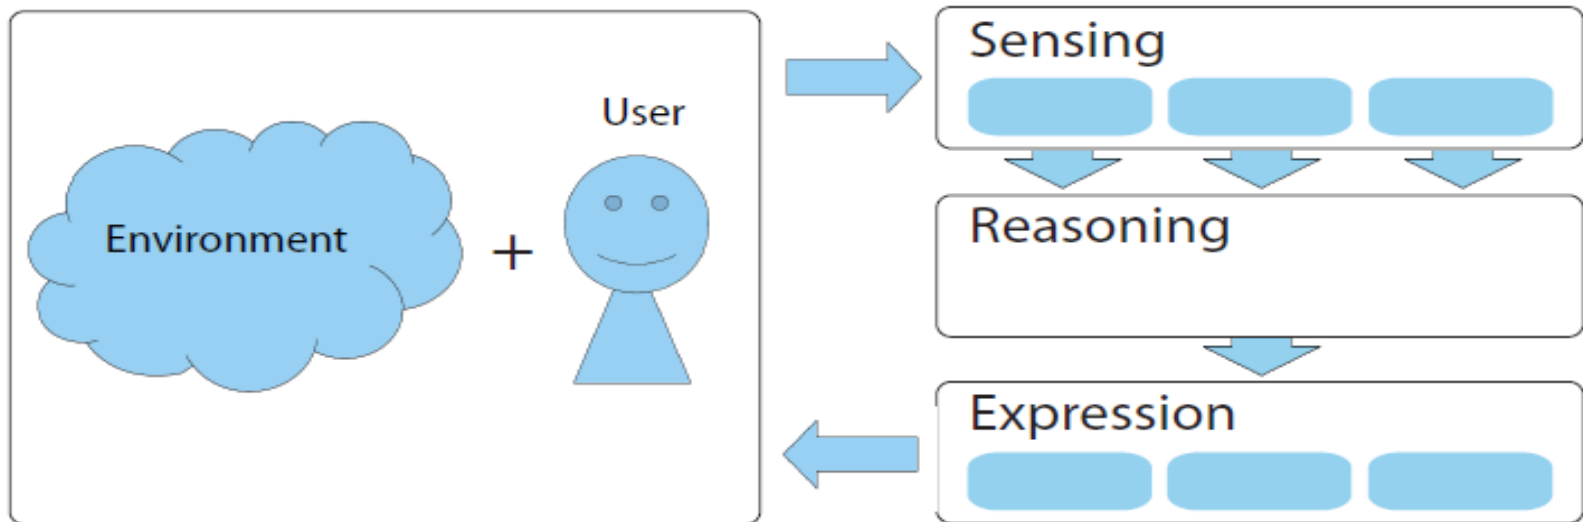 User
Environment
+
Sensing
Reasoning
Expression